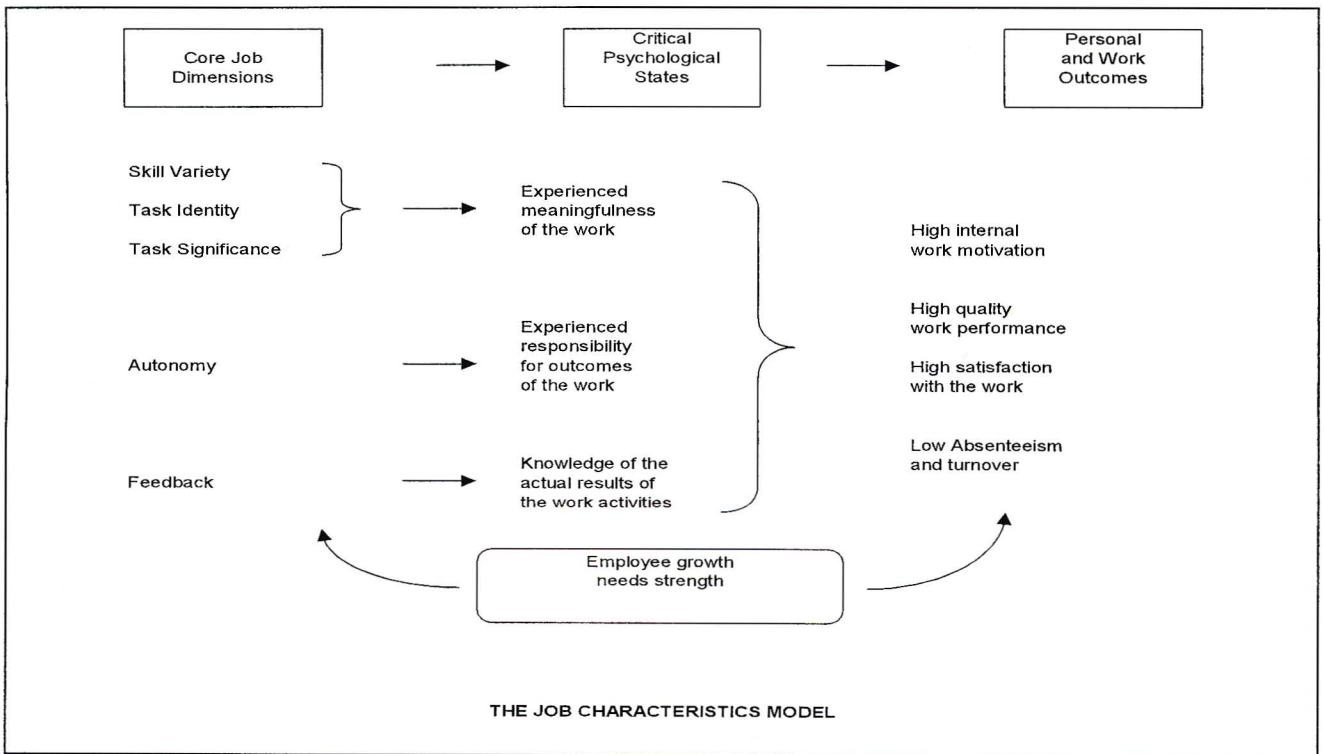 Core Job
Dimensions
Critical
Psychological
States
Personal
and Work
Outcomes
Skill Variety
Task Identity
Task Significance
Experienced
meaningfulness
of the work
High internal
work motivation
High quality
work performance
Autonomy
Experienced
responsibility
for outcomes
of the work
High satisfaction
with the work
Low Absenteeism
and turnover
Feedback
Knowledge of the
actual results of
the work activities
Employee growth
needs strength
THE JOB CHARACTERISTICS MODEL